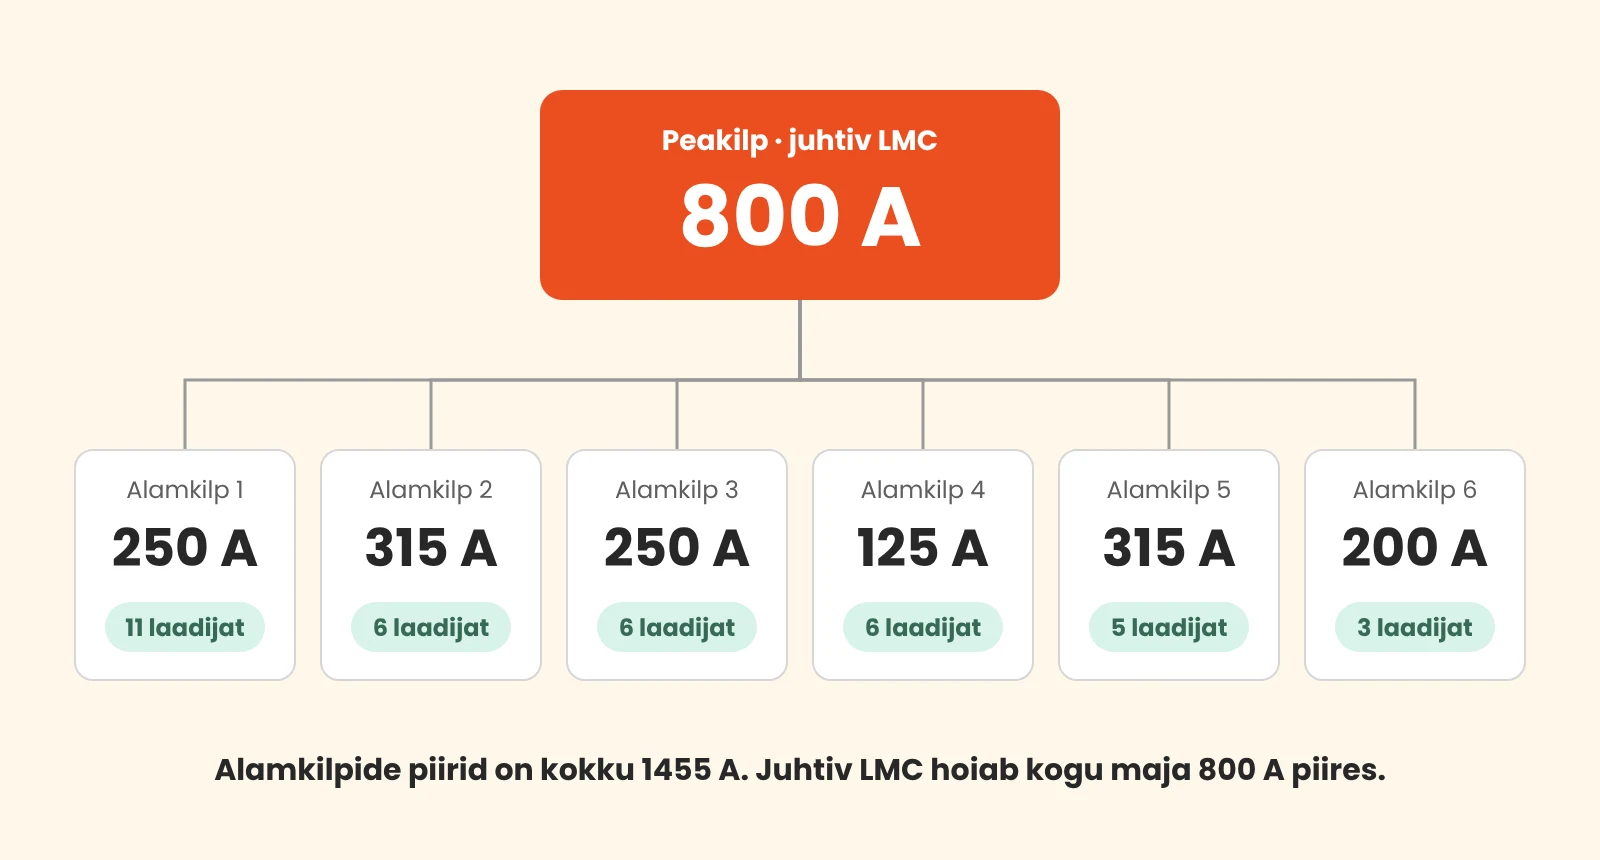 Peakilp · juhtiv LMC
800 A
Alamkilp 1
250 A
11 laadijat
Alamkilp 2
315 A
6 laadijat
Alamkilp 3
250 A
6 laadijat
Alamkilp 4
125 A
6 laadijat
Alamkilp 5
315 A
5 laadijat
Alamkilp 6
200 A
3 laadijat
Alamkilpide piirid on kokku 1455 A. Juhtiv LMC hoiab kogu maja 800 A piires.